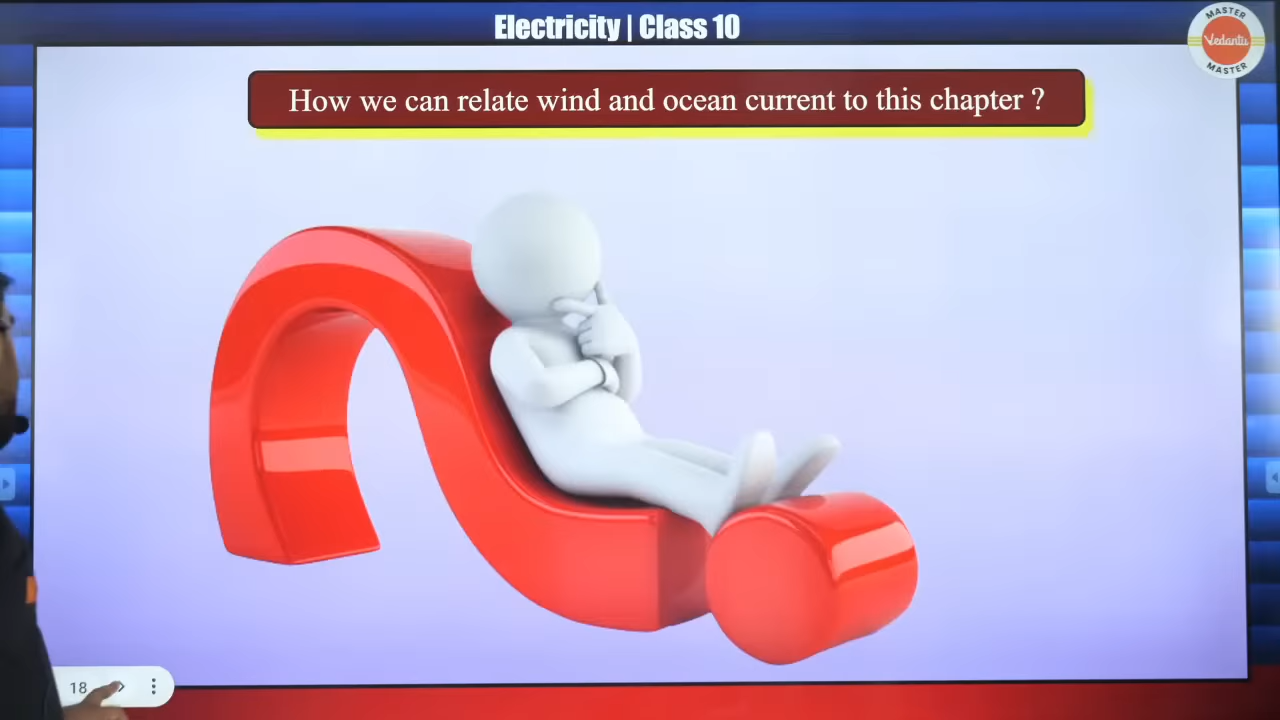 Electricity | Class 10
MASTER
Vedantu
MASTER
How we can relate wind and ocean current to this chapter ?
18